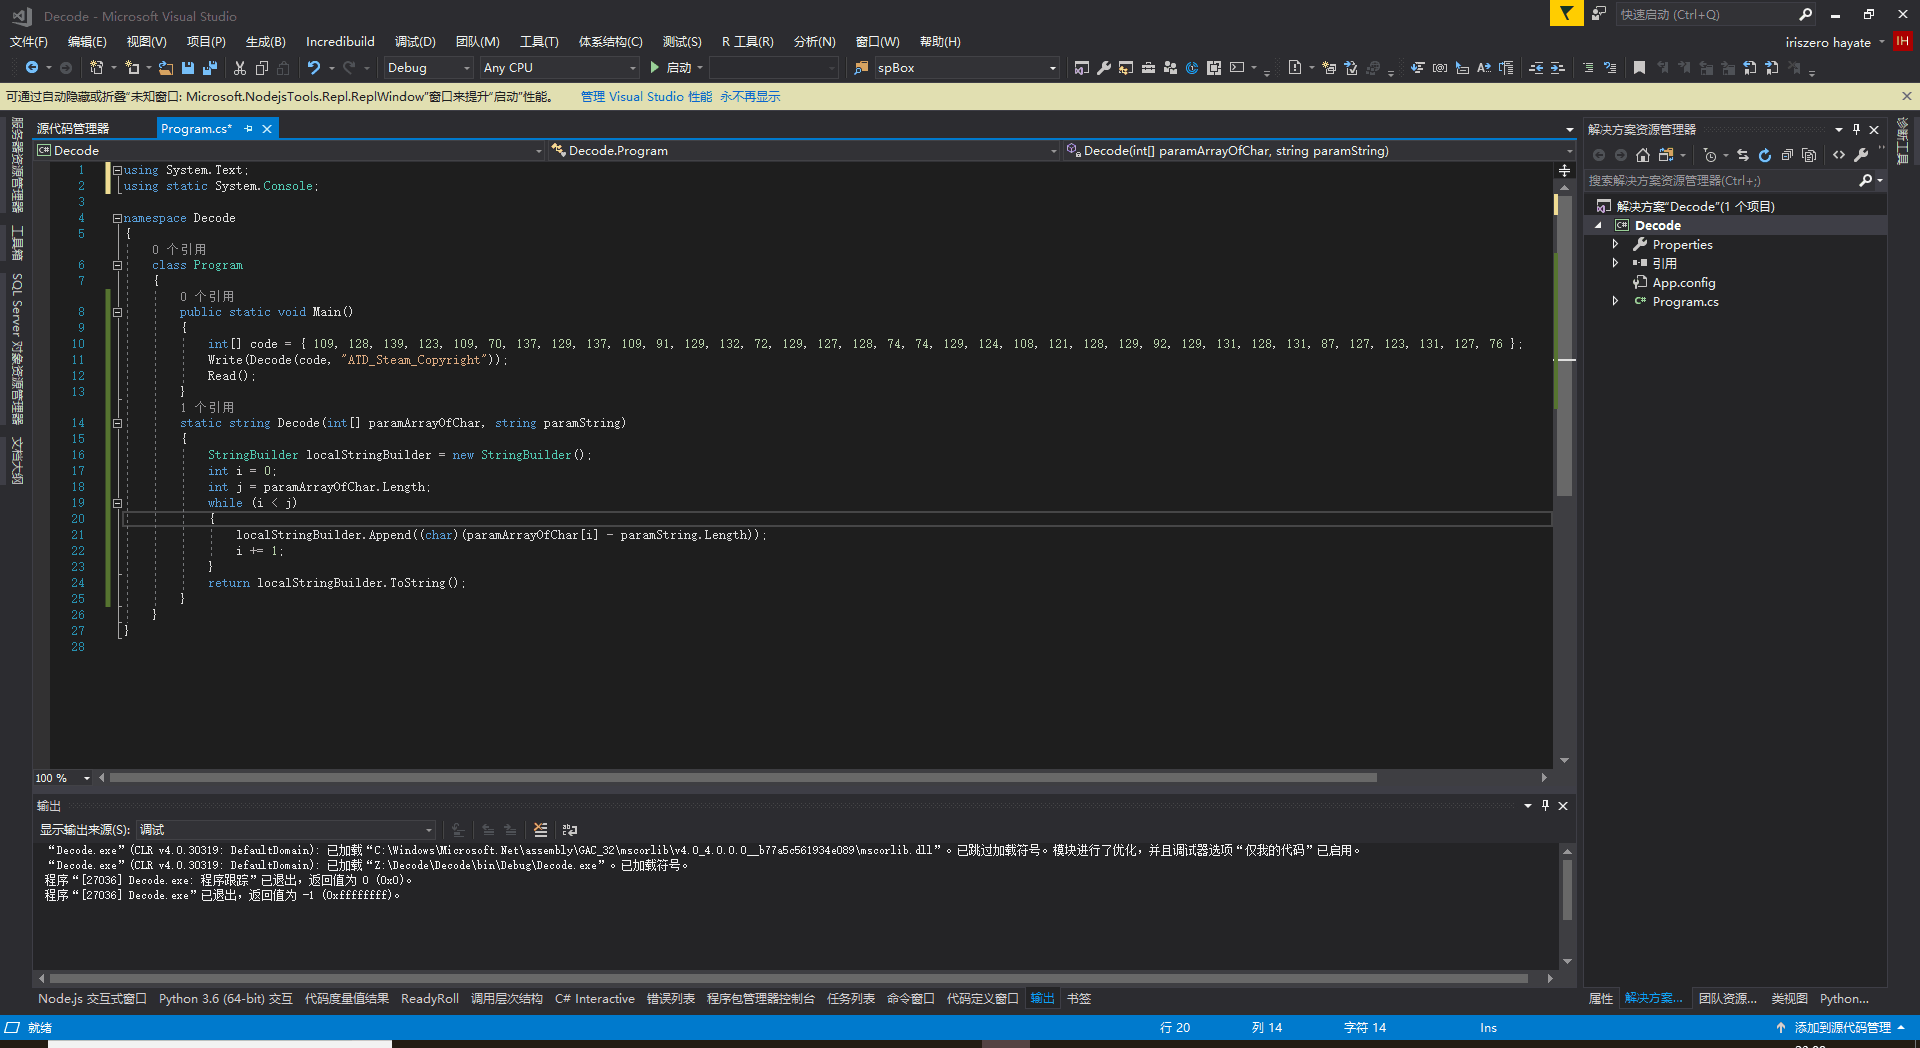 Decode - Microsoft Visual Studio
快速启动 (Ctrl+Q)
文件(F) 编辑(E) 视图(V) 项目(P) 生成(B) Incredibuild 调试(D) 团队(M) 工具(T) 体系结构(C) 测试(S) R 工具(R) 分析(N) 窗口(W) 帮助(H)
iriszero hayate IH
Debug Any CPU 启动 spBox
可通过自动隐藏或折叠“未知窗口: Microsoft.NodejsTools.Repl.ReplWindow”窗口来提升“启动”性能。 管理 Visual Studio 性能 永不再显示
服务器资源管理器
工具箱
SQL Server 对象资源管理器
文档大纲
源代码管理器 Program.cs*
Decode Decode.Program Decode(int[] paramArrayOfChar, string paramString)
1 using System.Text;
2 using static System.Console;
3
4 namespace Decode
5 {
0 个引用
6 class Program
7 {
0 个引用
8 public static void Main()
9 {
10 int[] code = { 109, 128, 139, 123, 109, 70, 137, 129, 137, 109, 91, 129, 132, 72, 129, 127, 128, 74, 74, 129, 124, 108, 121, 128, 129, 92, 129, 131, 128, 131, 87, 127, 123, 131, 127, 76 };
11 Write(Decode(code, "ATD_Steam_Copyright"));
12 Read();
13 }
1 个引用
14 static string Decode(int[] paramArrayOfChar, string paramString)
15 {
16 StringBuilder localStringBuilder = new StringBuilder();
17 int i = 0;
18 int j = paramArrayOfChar.Length;
19 while (i < j)
20 {
21 localStringBuilder.Append((char)(paramArrayOfChar[i] - paramString.Length));
22 i += 1;
23 }
24 return localStringBuilder.ToString();
25 }
26 }
27 }
28
100 %
输出
显示输出来源(S): 调试
“Decode.exe”(CLR v4.0.30319: DefaultDomain): 已加载“C:\Windows\Microsoft.Net\assembly\GAC_32\mscorlib\v4.0_4.0.0.0__b77a5c561934e089\mscorlib.dll”。已跳过加载符号。模块进行了优化，并且调试器选项“仅我的代码”已启用。
“Decode.exe”(CLR v4.0.30319: DefaultDomain): 已加载“Z:\Decode\Decode\bin\Debug\Decode.exe”。已加载符号。
程序“[27036] Decode.exe: 程序跟踪”已退出，返回值为 0 (0x0)。
程序“[27036] Decode.exe”已退出，返回值为 -1 (0xffffffff)。
Node.js 交互式窗口 Python 3.6 (64-bit) 交互 代码度量值结果 ReadyRoll 调用层次结构 C# Interactive 错误列表 程序包管理器控制台 任务列表 命令窗口 代码定义窗口 输出 书签
解决方案资源管理器
搜索解决方案资源管理器(Ctrl+;)
解决方案"Decode"(1 个项目)
Decode
Properties
引用
App.config
C# Program.cs
属性 解决方案... 团队资源... 类视图 Python...
诊断工具
就绪 行 20 列 14 字符 14 Ins 添加到源代码管理